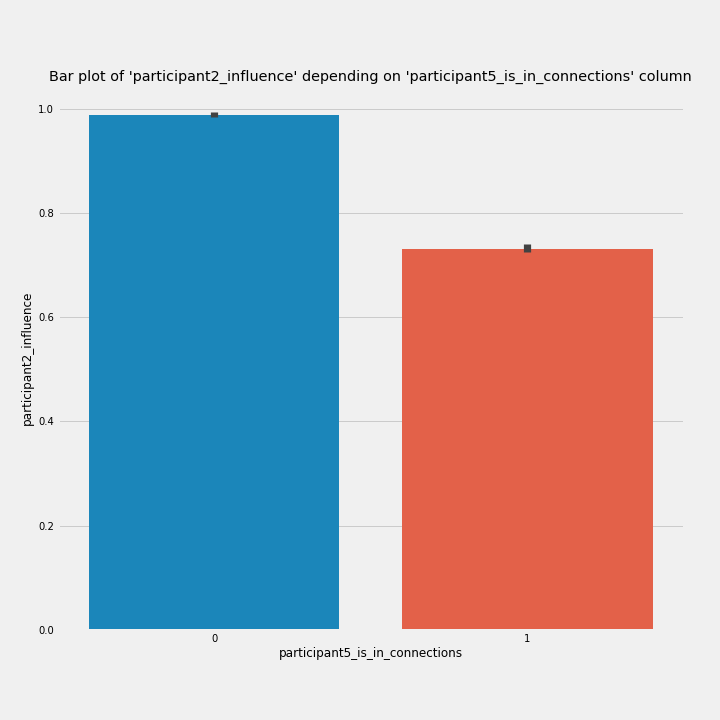 Bar plot of 'participant2_influence' depending on 'participant5_is_in_connections' column
1.0
0.8
0.6
0.4
0.2
0.0
participant2_influence
0
1
participant5_is_in_connections